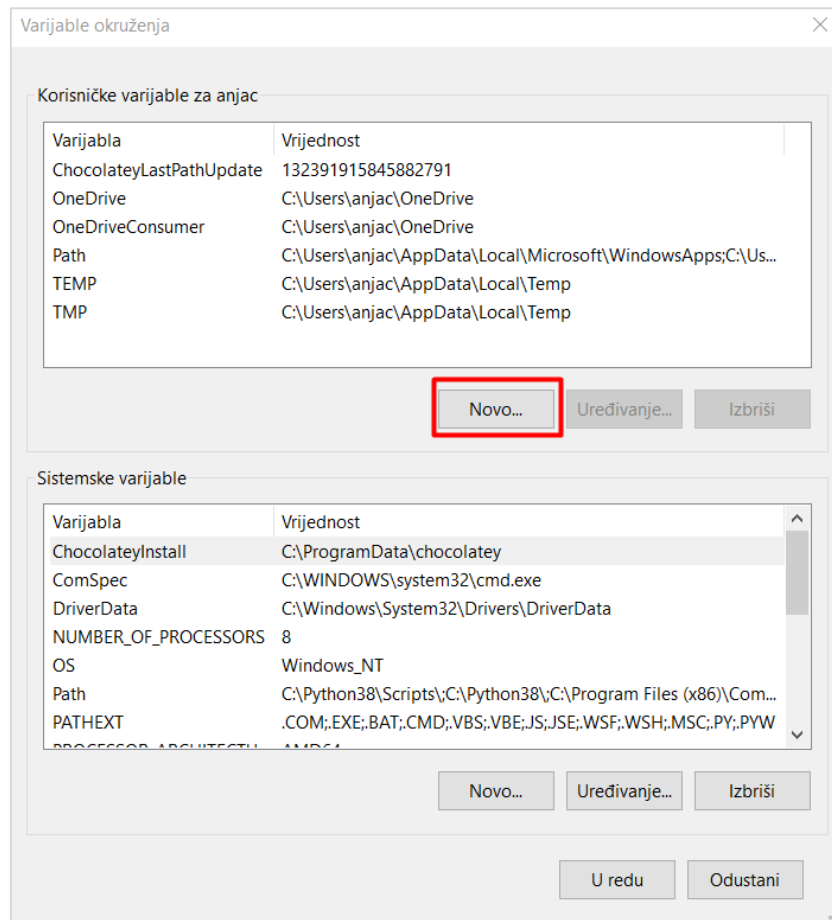 Varijable okruženja
Korisničke varijable za anjac
Varijabla Vrijednost
ChocolateyLastPathUpdate 132391915845882791
OneDrive C:\Users\anjac\OneDrive
OneDriveConsumer C:\Users\anjac\OneDrive
Path C:\Users\anjac\AppData\Local\Microsoft\WindowsApps;C:\Us...
TEMP C:\Users\anjac\AppData\Local\Temp
TMP C:\Users\anjac\AppData\Local\Temp
Novo... Uređivanje... Izbriši
Sistemske varijable
Varijabla Vrijednost
ChocolateyInstall C:\ProgramData\chocolatey
ComSpec C:\WINDOWS\system32\cmd.exe
DriverData C:\Windows\System32\Drivers\DriverData
NUMBER_OF_PROCESSORS 8
OS Windows_NT
Path C:\Python38\Scripts\;C:\Python38\;C:\Program Files (x86)\Com...
PATHEXT .COM;.EXE;.BAT;.CMD;.VBS;.VBE;.JS;.JSE;.WSF;.WSH;.MSC;.PY;.PYW
PROCESSOR_ARCHITECTU... AMD64
Novo... Uređivanje... Izbriši
U redu Odustani